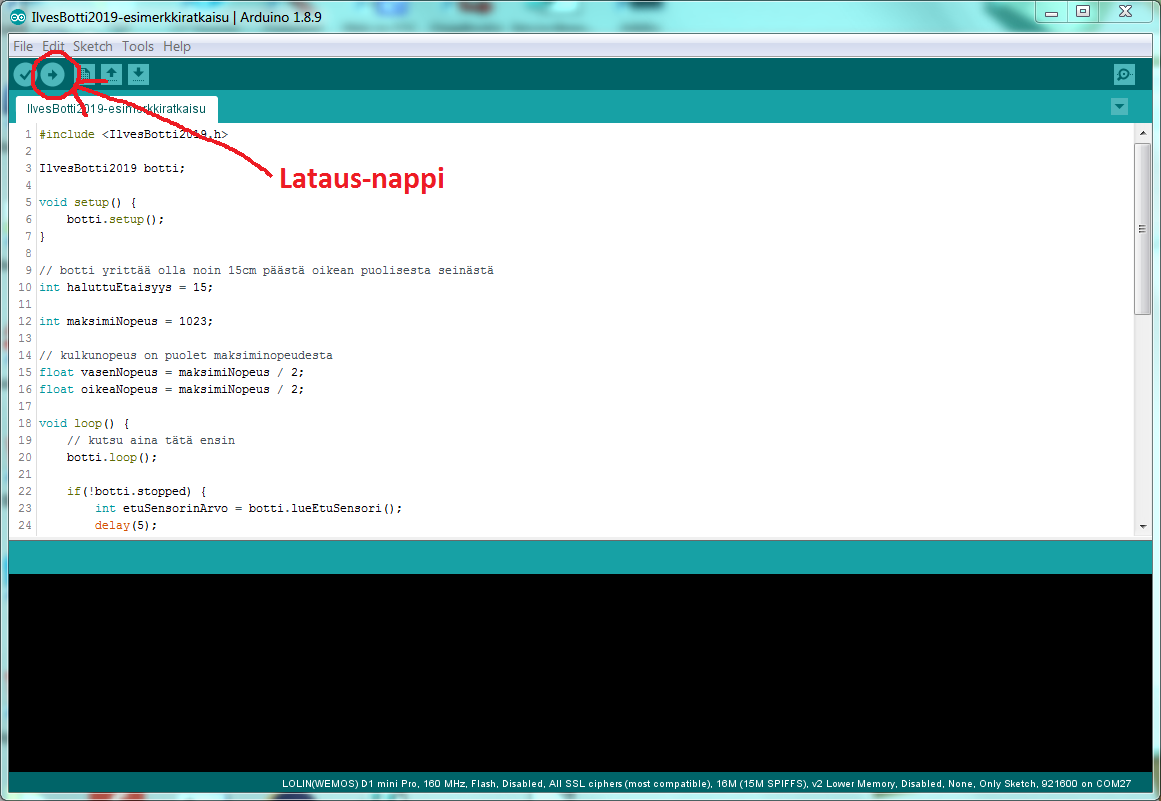 IlvesBotti2019-esimerkkiratkaisu | Arduino 1.8.9
File Edit Sketch Tools Help
IlvesBotti2019-esimerkkiratkaisu
1 #include <IlvesBotti2019.h>
2
3 IlvesBotti2019 botti;
Lataus-nappi
4
5 void setup() {
6 botti.setup();
7 }
8
9 // botti yrittää olla noin 15cm päästä oikean puolisesta seinästä
10 int haluttuEtaisyys = 15;
11
12 int maksimiNopeus = 1023;
13
14 // kulkunopeus on puolet maksiminopeudesta
15 float vasenNopeus = maksimiNopeus / 2;
16 float oikeaNopeus = maksimiNopeus / 2;
17
18 void loop() {
19 // kutsu aina tätä ensin
20 botti.loop();
21
22 if(!botti.stopped) {
23 int etuSensorinArvo = botti.lueEtuSensori();
24 delay(5);
LOLIN(WEMOS) D1 mini Pro, 160 MHz, Flash, Disabled, All SSL ciphers (most compatible), 16M (15M SPIFFS), v2 Lower Memory, Disabled, None, Only Sketch, 921600 on COM27